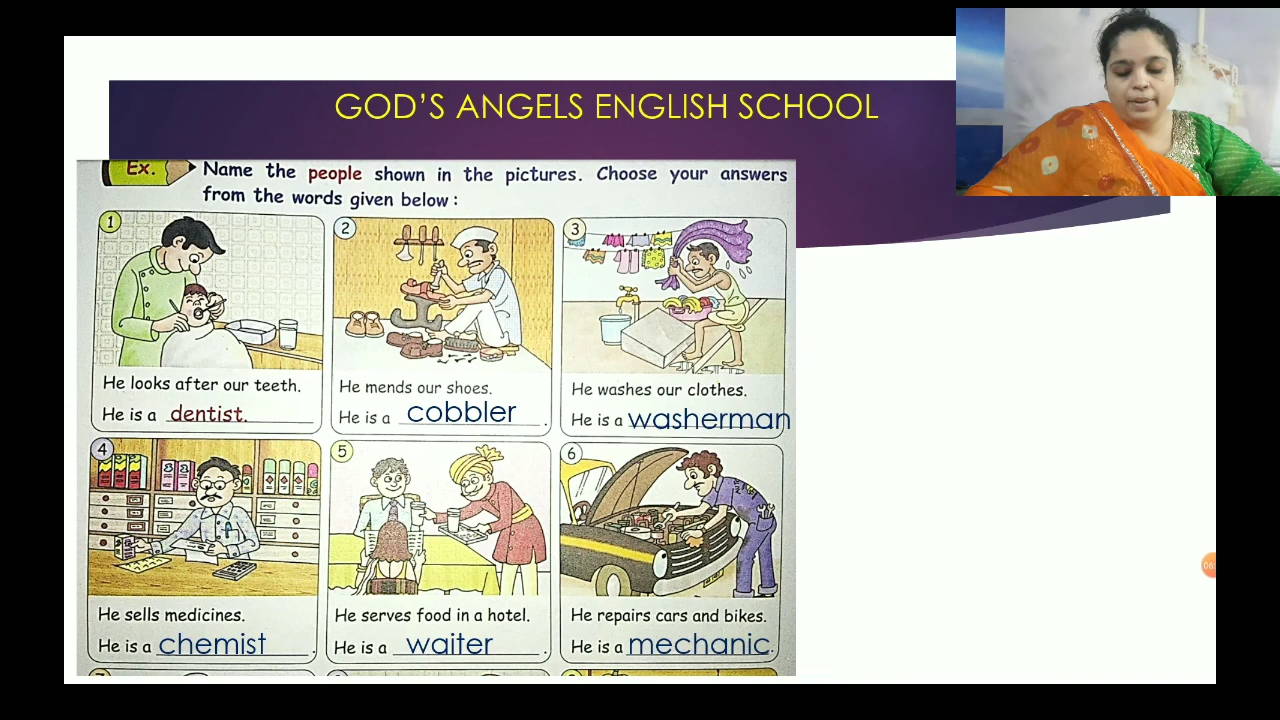 GOD'S ANGELS ENGLISH SCHOOL
Ex. Name the people shown in the pictures. Choose your answers
from the words given below :
1
He looks after our teeth.
He is a dentist.
2
He mends our shoes.
He is a cobbler.
3
He washes our clothes.
He is a washerman
4
He sells medicines.
He is a chemist.
5
He serves food in a hotel.
He is a waiter.
6
He repairs cars and bikes.
He is a mechanic.